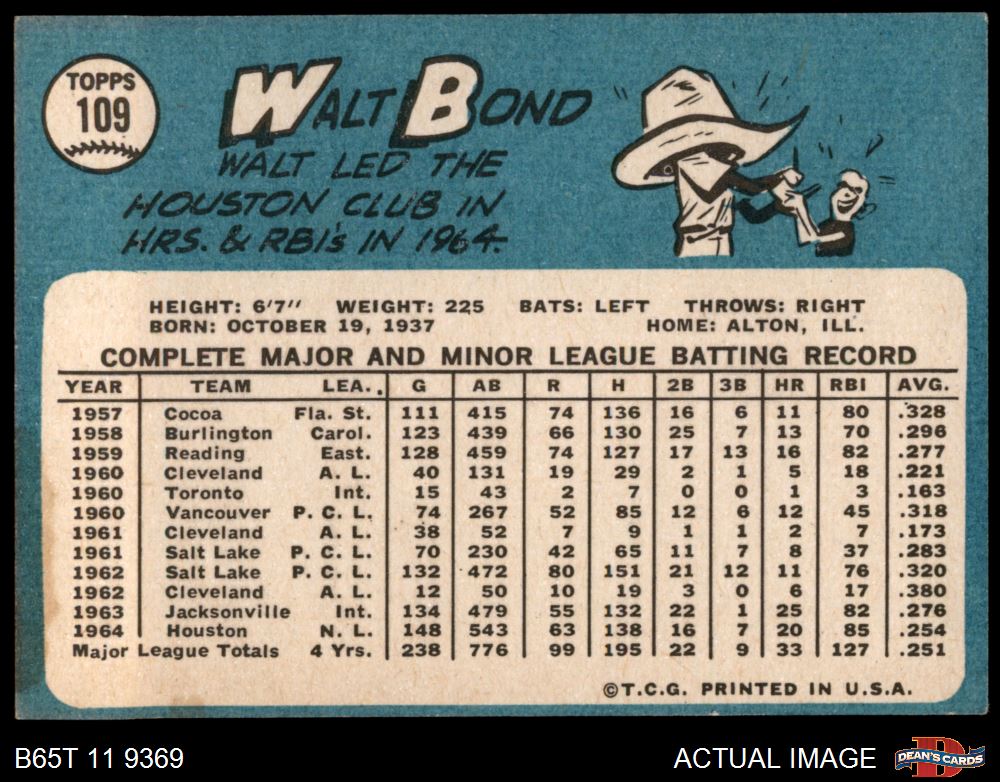 TOPPS
109
WALT BOND
WALT LED THE
HOUSTON CLUB IN
HRS. & RBI's IN 1964.
HEIGHT: 6'7" WEIGHT: 225 BATS: LEFT THROWS: RIGHT
BORN: OCTOBER 19, 1937 HOME: ALTON, ILL.
COMPLETE MAJOR AND MINOR LEAGUE BATTING RECORD
YEAR TEAM LEA. G AB R H 2B 3B HR RBI AVG.
1957 Cocoa Fla. St. 111 415 74 136 16 6 11 80 .328
1958 Burlington Carol. 123 439 66 130 25 7 13 70 .296
1959 Reading East. 128 459 74 127 17 13 16 82 .277
1960 Cleveland A. L. 40 131 19 29 2 1 5 18 .221
1960 Toronto Int. 15 43 2 7 0 0 1 3 .163
1960 Vancouver P. C. L. 74 267 52 85 12 6 12 45 .318
1961 Cleveland A. L. 38 52 7 9 1 1 2 7 .173
1961 Salt Lake P. C. L. 70 230 42 65 11 7 8 37 .283
1962 Salt Lake P. C. L. 132 472 80 151 21 12 11 76 .320
1962 Cleveland A. L. 12 50 10 19 3 0 6 17 .380
1963 Jacksonville Int. 134 479 55 132 22 1 25 82 .276
1964 Houston N. L. 148 543 63 138 16 7 20 85 .254
Major League Totals 4 Yrs. 238 776 99 195 22 9 33 127 .251
©T.C.G. PRINTED IN U.S.A.
B65T 11 9369 ACTUAL IMAGE DEAN'S CARDS